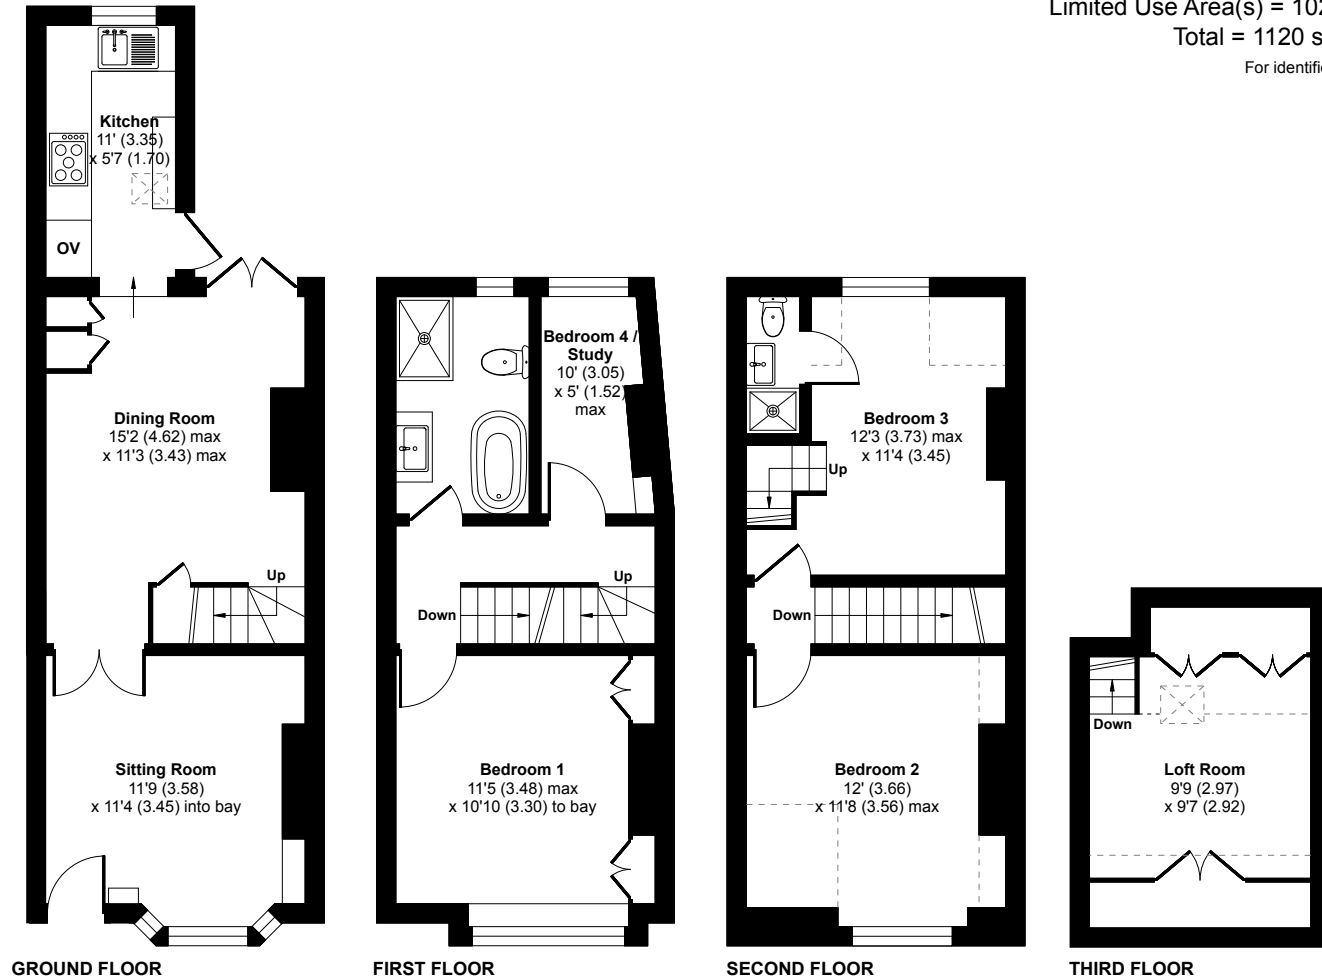 Limited Use Area(s) = 102
Total = 1120 s
For identifi
Kitchen
11' (3.35)
x 5'7 (1.70)
OV
Dining Room
15'2 (4.62) max
x 11'3 (3.43) max
Up
Sitting Room
11'9 (3.58)
x 11'4 (3.45) into bay
GROUND FLOOR
Bedroom 4 /
Study
10' (3.05)
x 5' (1.52)
max
Up
Down
Bedroom 1
11'5 (3.48) max
x 10'10 (3.30) to bay
FIRST FLOOR
Bedroom 3
12'3 (3.73) max
x 11'4 (3.45)
Up
Down
Bedroom 2
12' (3.66)
x 11'8 (3.56) max
SECOND FLOOR
Down
Loft Room
9'9 (2.97)
x 9'7 (2.92)
THIRD FLOOR